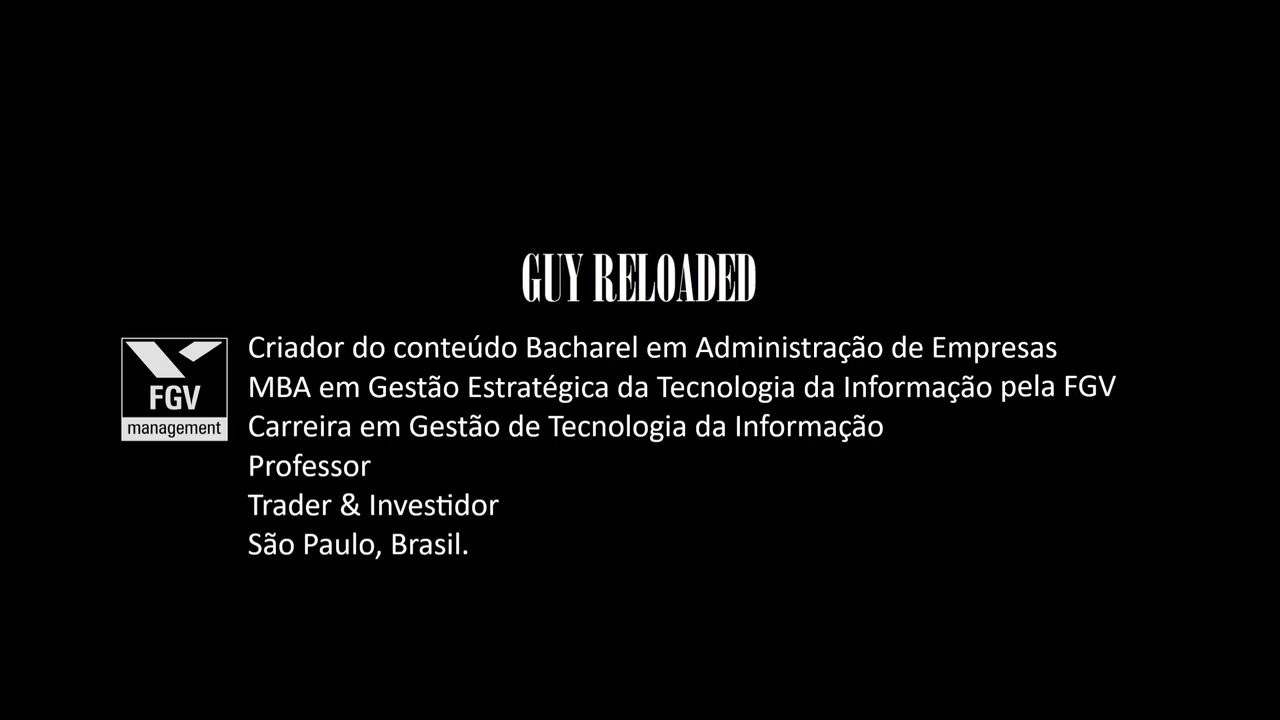 GUY RELOADED
Criador do conteúdo Bacharel em Administração de Empresas
MBA em Gestão Estratégica da Tecnologia da Informação pela FGV
Carreira em Gestão de Tecnologia da Informação
Professor
Trader & Investidor
São Paulo, Brasil.
FGV
management